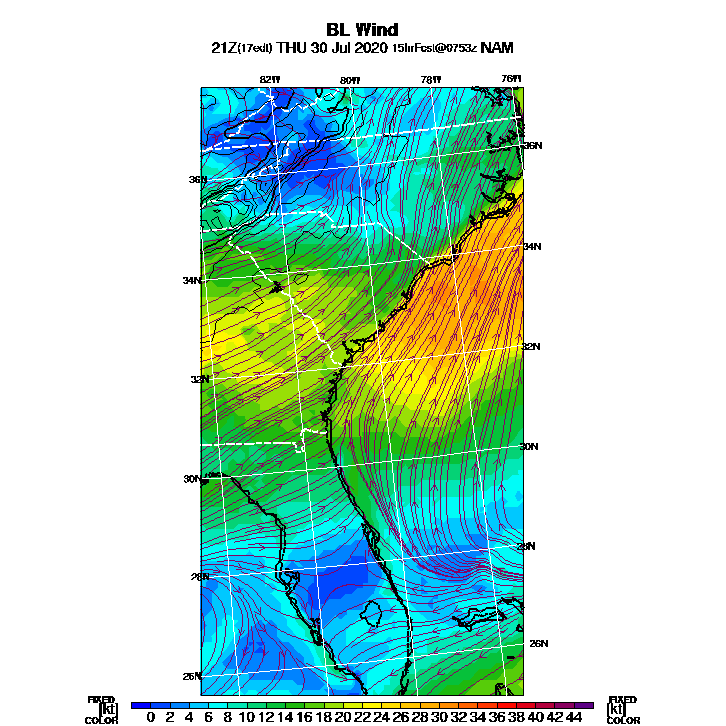 BL Wind
21Z(17edt) THU 30 Jul 2020 15hrFcst@0753z NAM
82W 80W 78W 76W
36N
36N
34N
34N
32N
32N
30N
30N
28N
28N
26N
26N
FIXED FIXED
[kt] 0 2 4 6 8 10 12 14 16 18 20 22 24 26 28 30 32 34 36 38 40 42 44 [kt]
COLOR COLOR